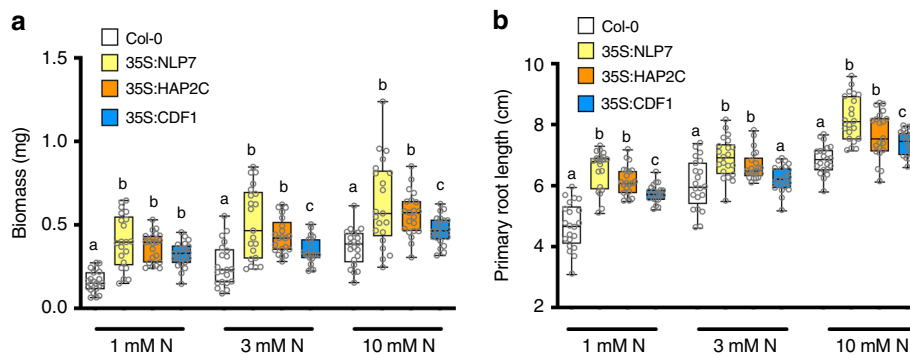 a
Col-0
35S:NLP7
35S:HAP2C
35S:CDF1
Biomass (mg)
1.5
1.0
0.5
0.0
a b b b
a b b c
a b b c
1 mM N 3 mM N 10 mM N
b
Col-0
35S:NLP7
35S:HAP2C
35S:CDF1
Primary root length (cm)
10
8
6
4
2
a b b c
a b b a
a b b c
1 mM N 3 mM N 10 mM N